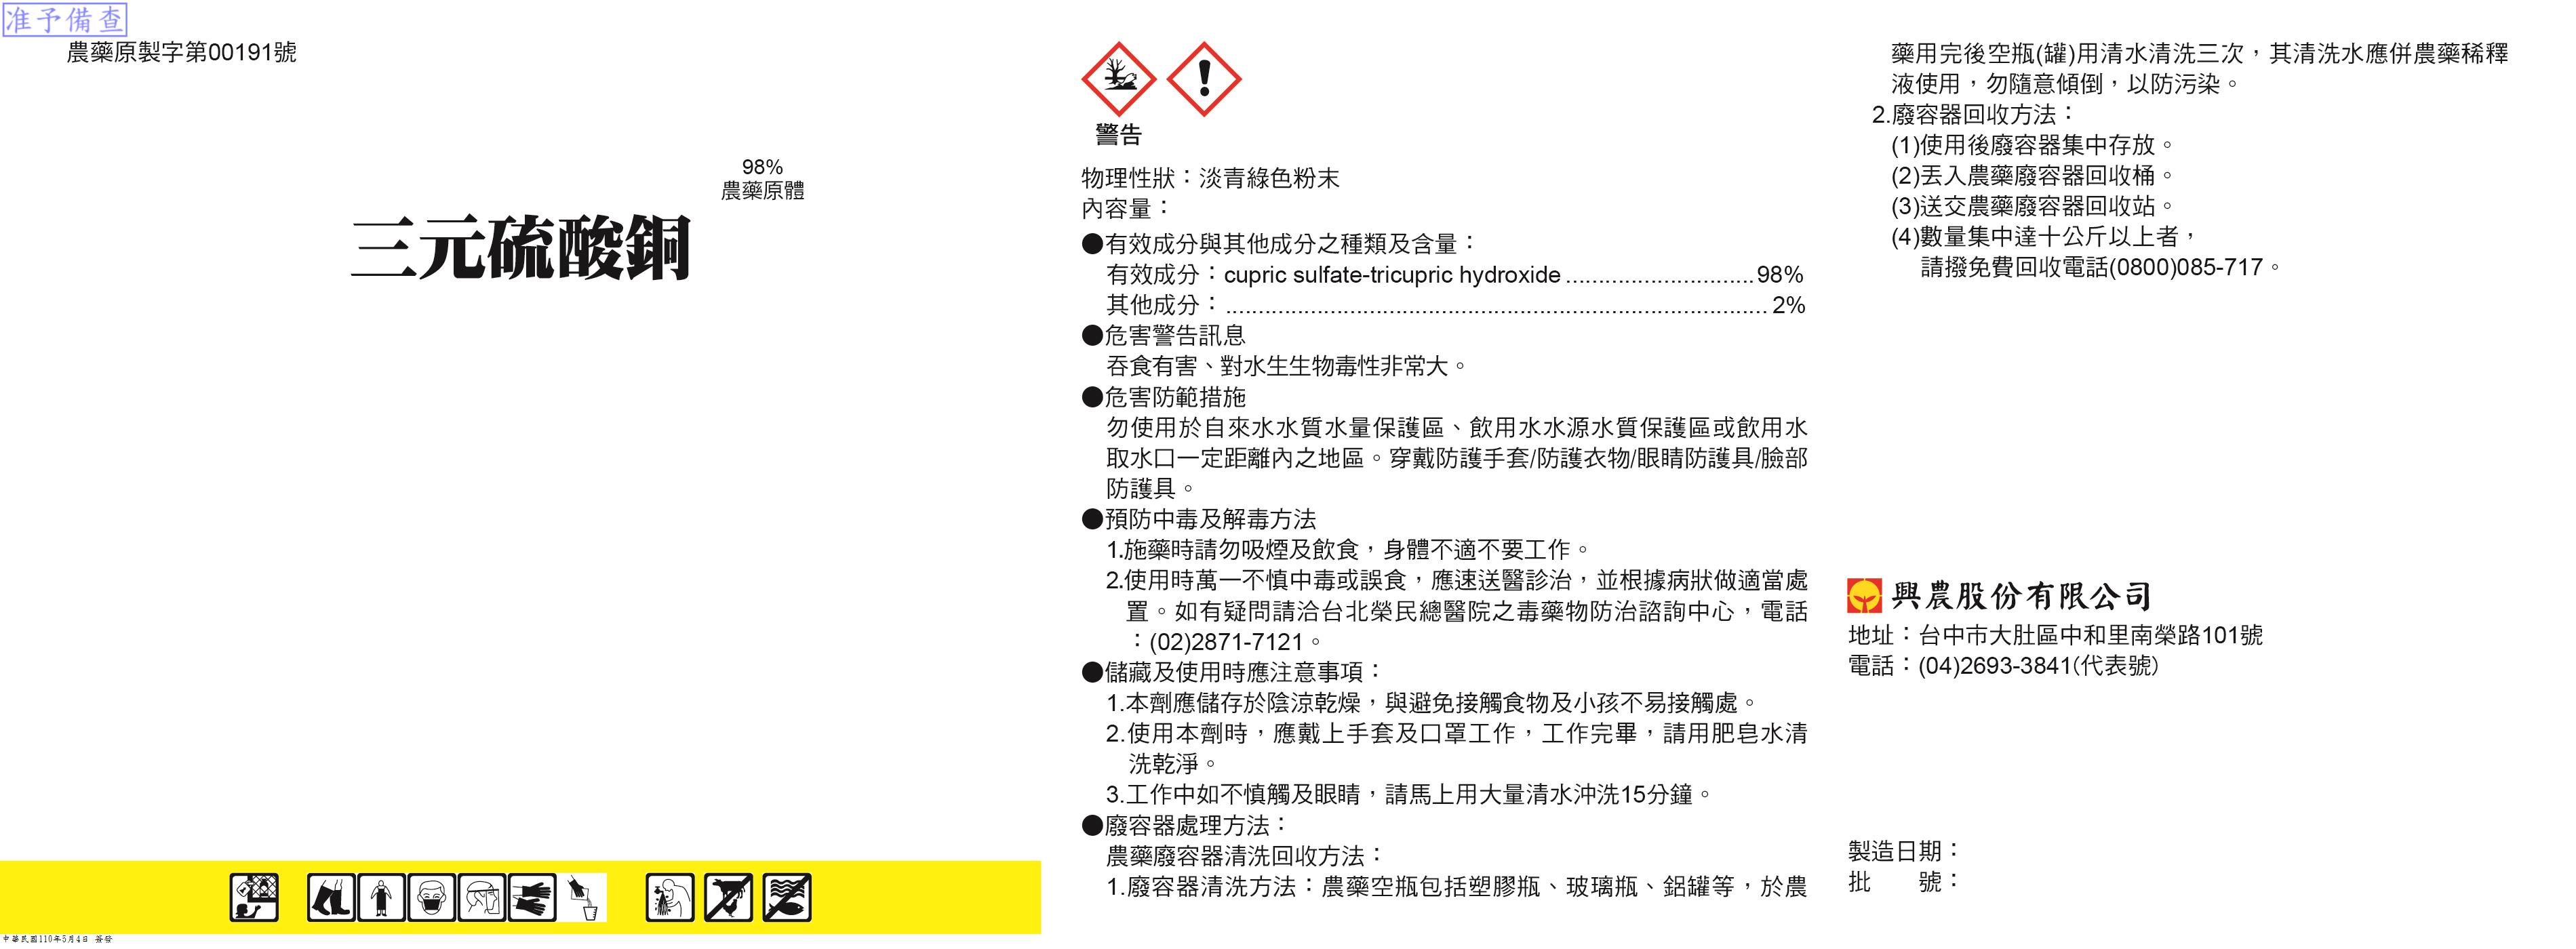 准予備查
農藥原製字第00191號
98%
農藥原體
三元硫酸銅
中華民國110年5月4日 簽發
警告
物理性狀：淡青綠色粉末
內容量：
●有效成分與其他成分之種類及含量：
有效成分：cupric sulfate-tricupric hydroxide.............................98%
其他成分：...................................................................................2%
●危害警告訊息
吞食有害、對水生生物毒性非常大。
●危害防範措施
勿使用於自來水水質水量保護區、飲用水水源水質保護區或飲用水
取水口一定距離內之地區。穿戴防護手套/防護衣物/眼睛防護具/臉部
防護具。
●預防中毒及解毒方法
1.施藥時請勿吸煙及飲食，身體不適不要工作。
2.使用時萬一不慎中毒或誤食，應速送醫診治，並根據病狀做適當處
置。如有疑問請洽台北榮民總醫院之毒藥物防治諮詢中心，電話
：(02)2871-7121。
●儲藏及使用時應注意事項：
1.本劑應儲存於陰涼乾燥，與避免接觸食物及小孩不易接觸處。
2.使用本劑時，應戴上手套及口罩工作，工作完畢，請用肥皂水清
洗乾淨。
3.工作中如不慎觸及眼睛，請馬上用大量清水沖洗15分鐘。
●廢容器處理方法：
農藥廢容器清洗回收方法：
1.廢容器清洗方法：農藥空瓶包括塑膠瓶、玻璃瓶、鋁罐等，於農
藥用完後空瓶(罐)用清水清洗三次，其清洗水應併農藥稀釋
液使用，勿隨意傾倒，以防污染。
2.廢容器回收方法：
(1)使用後廢容器集中存放。
(2)丟入農藥廢容器回收桶。
(3)送交農藥廢容器回收站。
(4)數量集中達十公斤以上者，
請撥免費回收電話(0800)085-717。
興農股份有限公司
地址：台中市大肚區中和里南榮路101號
電話：(04)2693-3841(代表號)
製造日期：
批　　號：